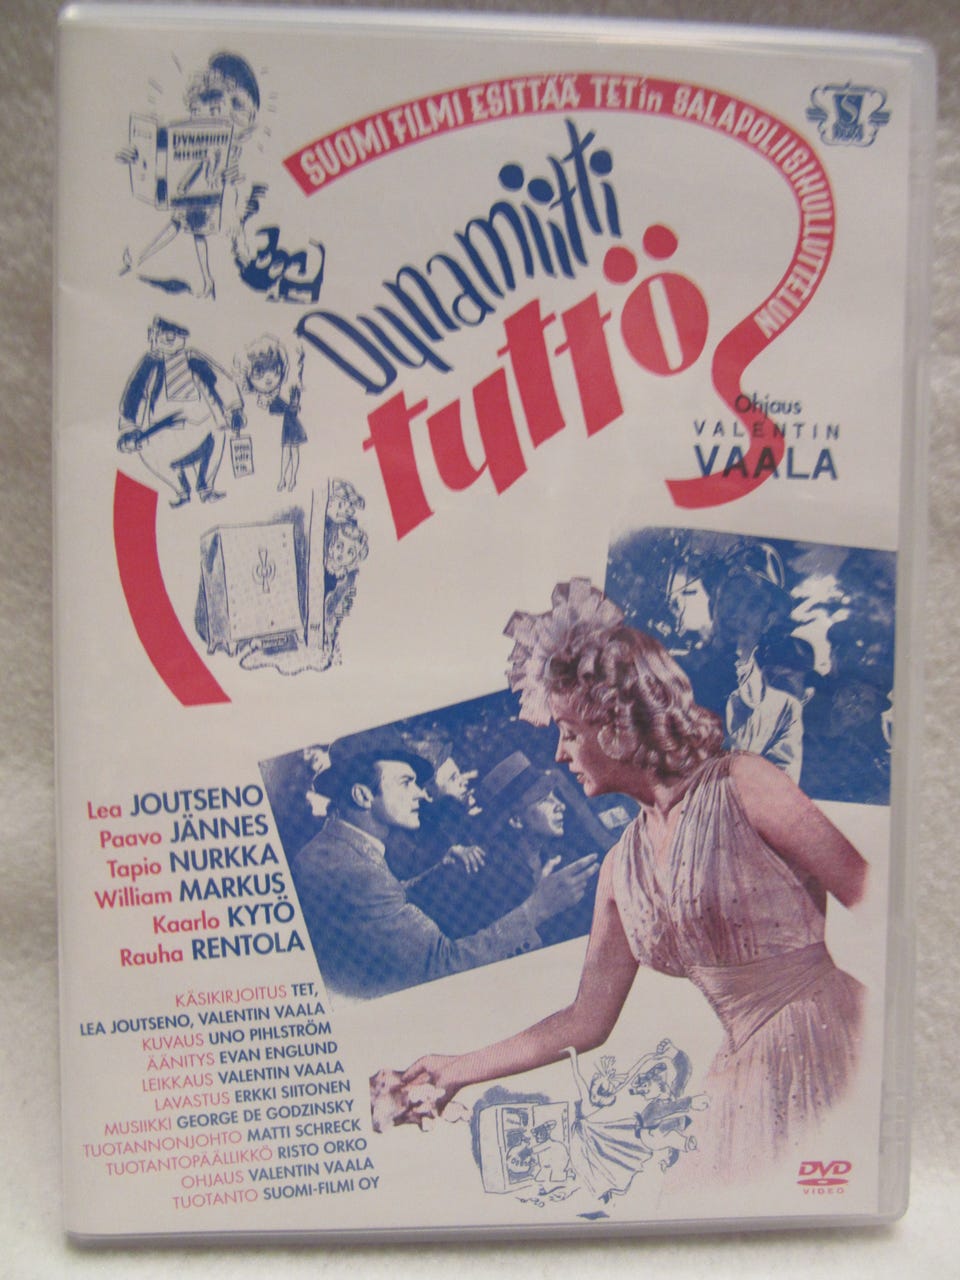 SUOMI FILMI ESITTÄÄ TET'in SALAPOLIISIHULLUTTELUN
Dynamiitti
tyttö
Ohjaus
VALENTIN
VAALA
Lea JOUTSENO
Paavo JÄNNES
Tapio NURKKA
William MARKUS
Kaarlo KYTÖ
Rauha RENTOLA
KÄSIKIRJOITUS TET,
LEA JOUTSENO, VALENTIN VAALA
KUVAUS UNO PIHLSTRÖM
ÄÄNITYS EVAN ENGLUND
LEIKKAUS VALENTIN VAALA
LAVASTUS ERKKI SIITONEN
MUSIIKKI GEORGE DE GODZINSKY
TUOTANNONJOHTO MATTI SCHRECK
TUOTANTOPÄÄLLIKKÖ RISTO ORKO
OHJAUS VALENTIN VAALA
TUOTANTO SUOMI-FILMI OY
DVD
VIDEO